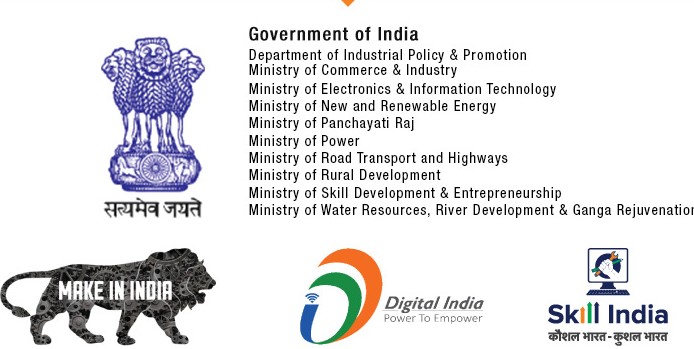 Government of India
Department of Industrial Policy & Promotion
Ministry of Commerce & Industry
Ministry of Electronics & Information Technology
Ministry of New and Renewable Energy
Ministry of Panchayati Raj
Ministry of Power
Ministry of Road Transport and Highways
Ministry of Rural Development
Ministry of Skill Development & Entrepreneurship
Ministry of Water Resources, River Development & Ganga Rejuvenation
सत्यमेव जयते
MAKE IN INDIA
Digital India
Power To Empower
Skill India
कौशल भारत - कुशल भारत